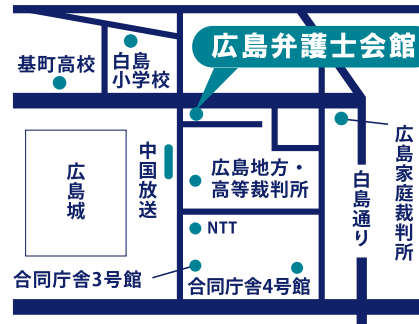 広島弁護士会館
基町高校
白島
小学校
中国放送
広島城
広島地方・
高等裁判所
広島家庭裁判所
白島通り
NTT
合同庁舎3号館
合同庁舎4号館